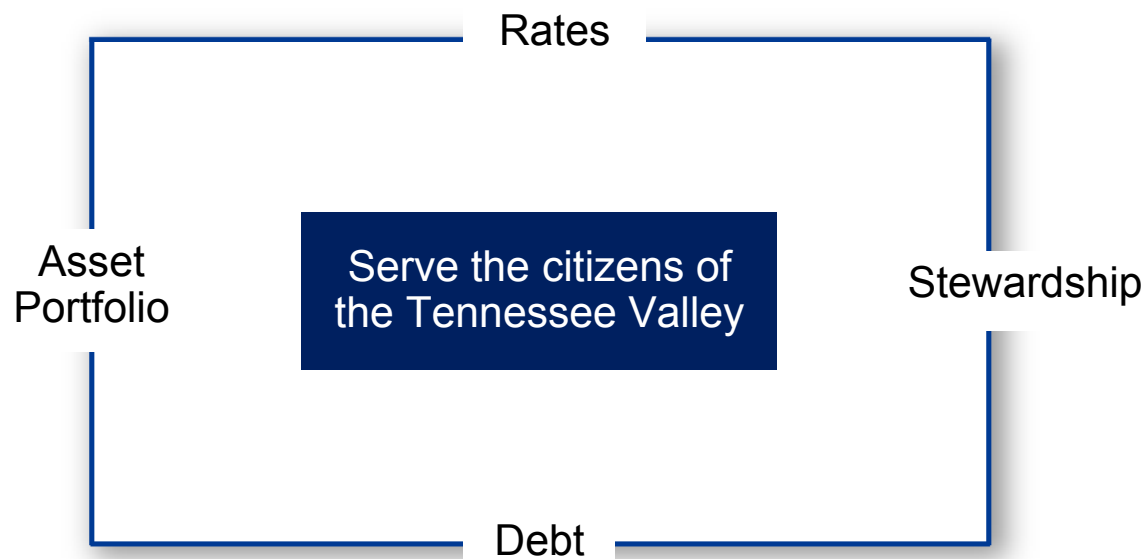 Rates
Asset
Portfolio
Serve the citizens of
the Tennessee Valley
Stewardship
Debt